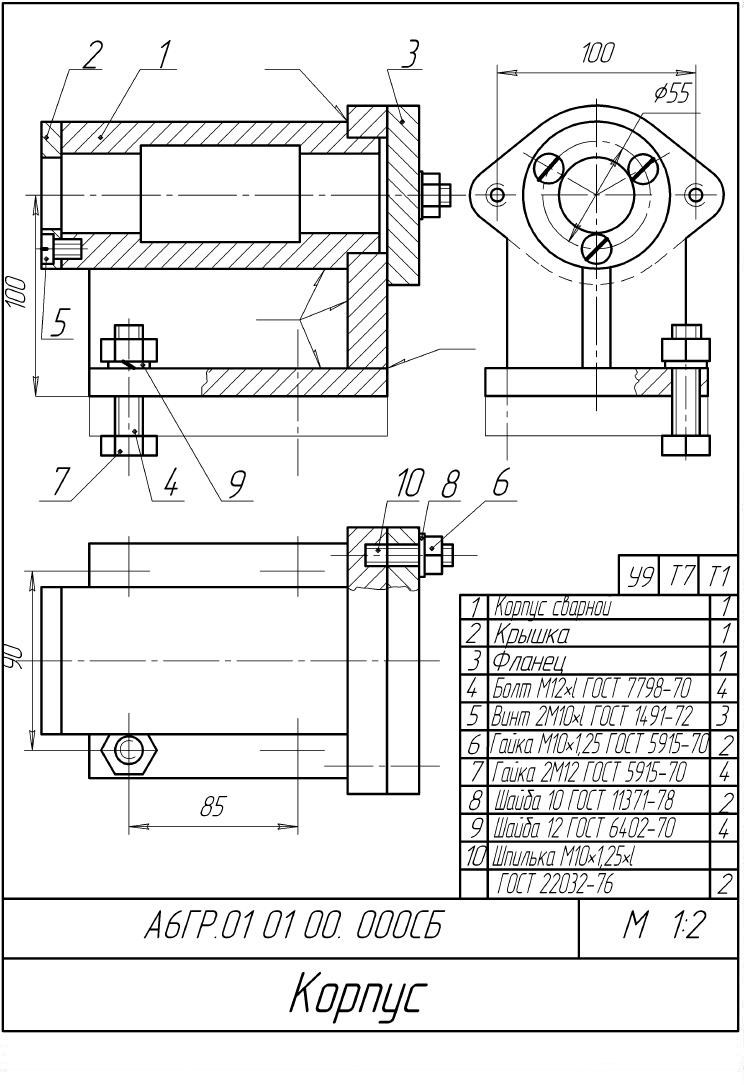 2
1
3
100
⌀55
100
5
7
4
9
10
8
6
90
85
У9 Т7 Т1
1 Корпус сварной 1
2 Крышка 1
3 Фланец 1
4 Болт М12×l ГОСТ 7798-70 4
5 Винт 2М10×l ГОСТ 1491-72 3
6 Гайка М10×1,25 ГОСТ 5915-70 2
7 Гайка 2М12 ГОСТ 5915-70 4
8 Шайба 10 ГОСТ 11371-78 2
9 Шайба 12 ГОСТ 6402-70 4
10 Шпилька М10×1,25×l
ГОСТ 22032-76 2
А6ГР.01 01 00. 000СБ
М 1:2
Корпус